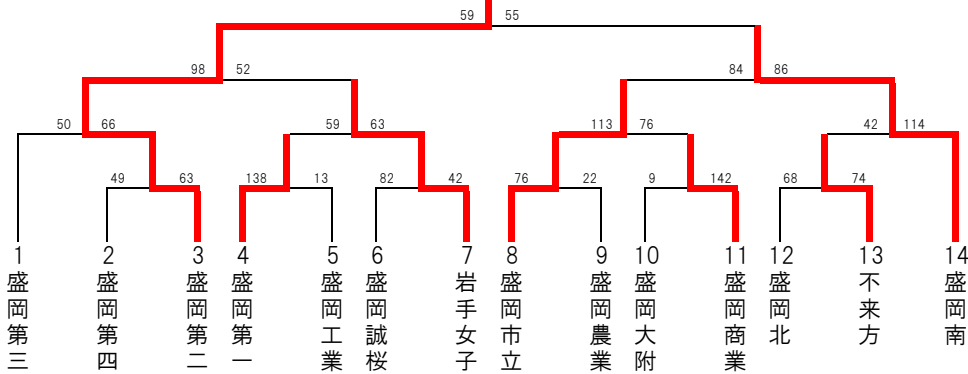 59 55
98 52 84 86
50 66 59 63 113 76 42 114
49 63 138 13 82 42 76 22 9 142 68 74
1 盛岡第三
2 盛岡第四
3 盛岡第二
4 盛岡第一
5 盛岡工業
6 盛岡誠桜
7 岩手女子
8 盛岡市立
9 盛岡農業
10 盛岡大附
11 盛岡商業
12 盛岡北
13 不来方
14 盛岡南